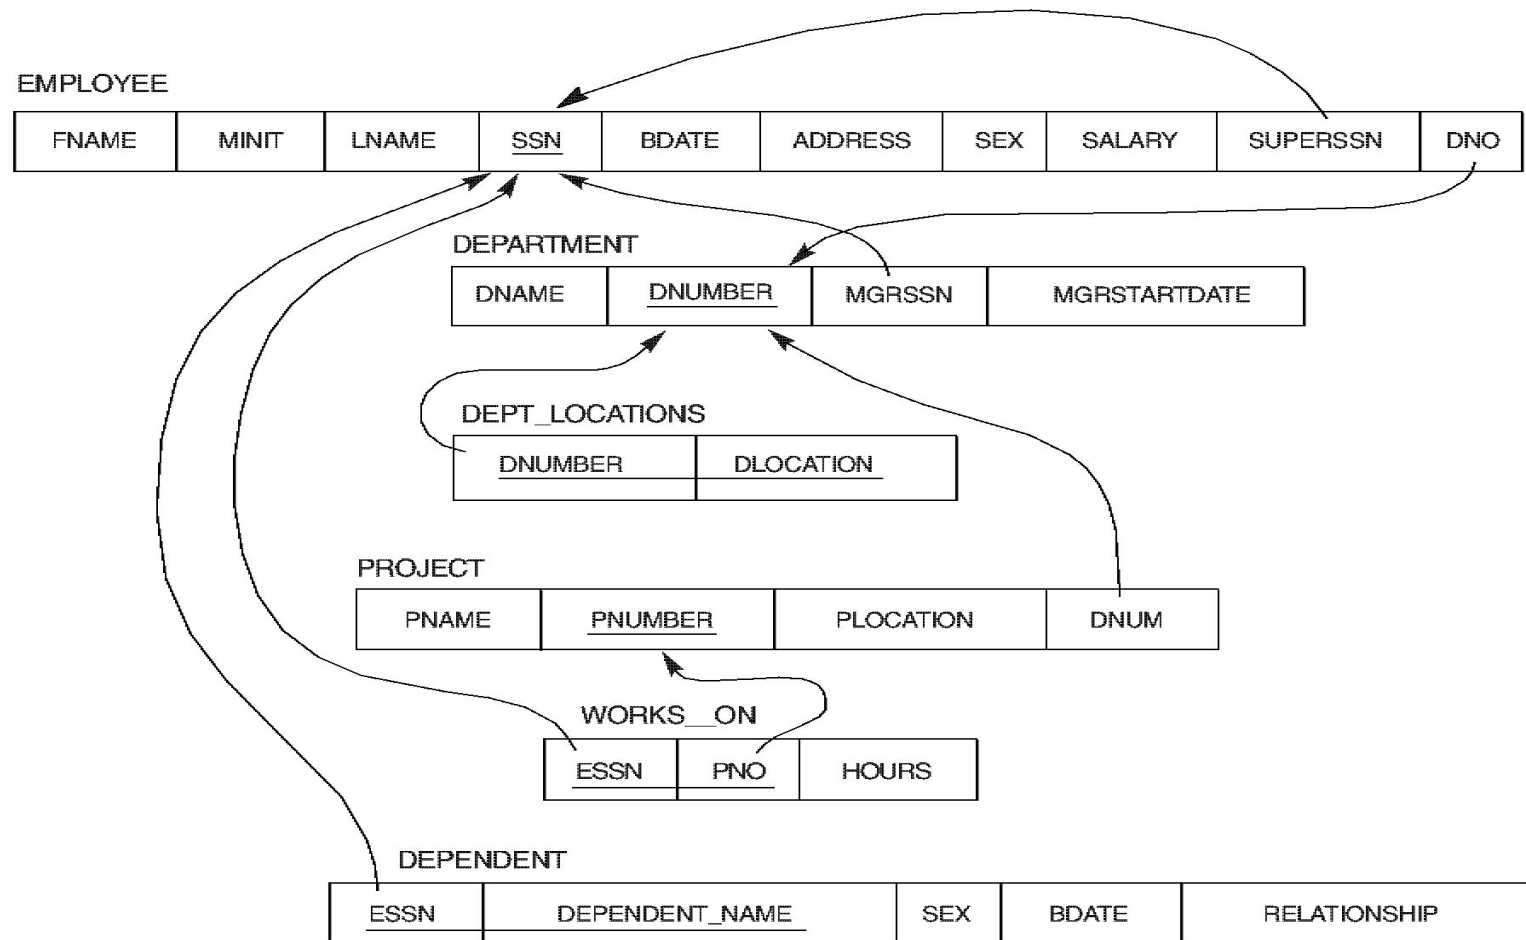 EMPLOYEE
FNAME MINIT LNAME SSN BDATE ADDRESS SEX SALARY SUPERSSN DNO
DEPARTMENT
DNAME DNUMBER MGRSSN MGRSTARTDATE
DEPT_LOCATIONS
DNUMBER DLOCATION
PROJECT
PNAME PNUMBER PLOCATION DNUM
WORKS__ON
ESSN PNO HOURS
DEPENDENT
ESSN DEPENDENT_NAME SEX BDATE RELATIONSHIP